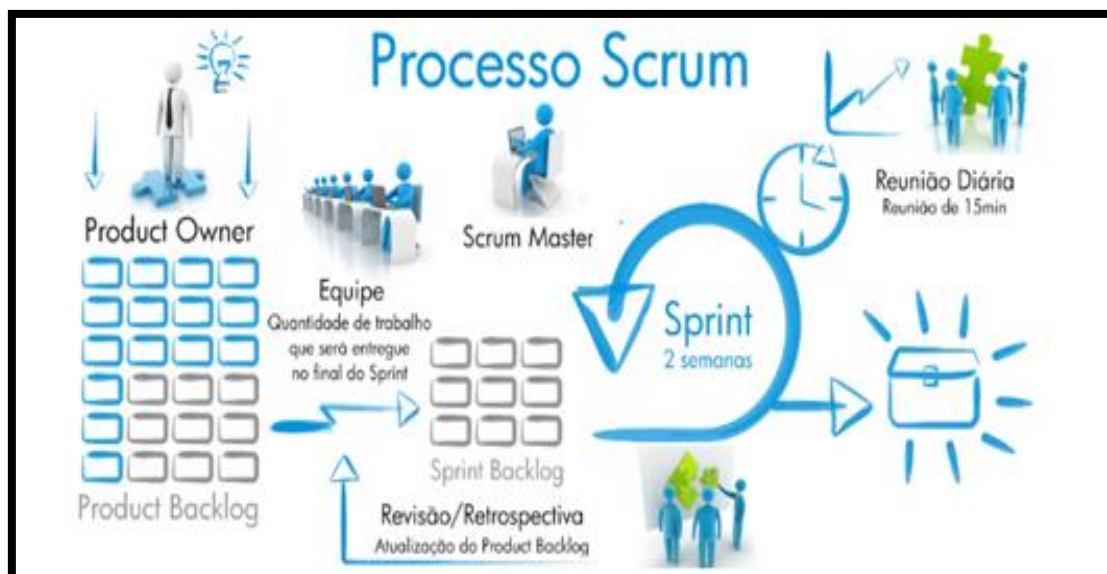 Processo Scrum
Product Owner
Product Backlog
Equipe
Quantidade de trabalho
que será entregue
no final do Sprint
Scrum Master
Sprint Backlog
Revisão/Retrospectiva
Atualização do Product Backlog
Sprint
2 semanas
Reunião Diária
Reunião de 15min